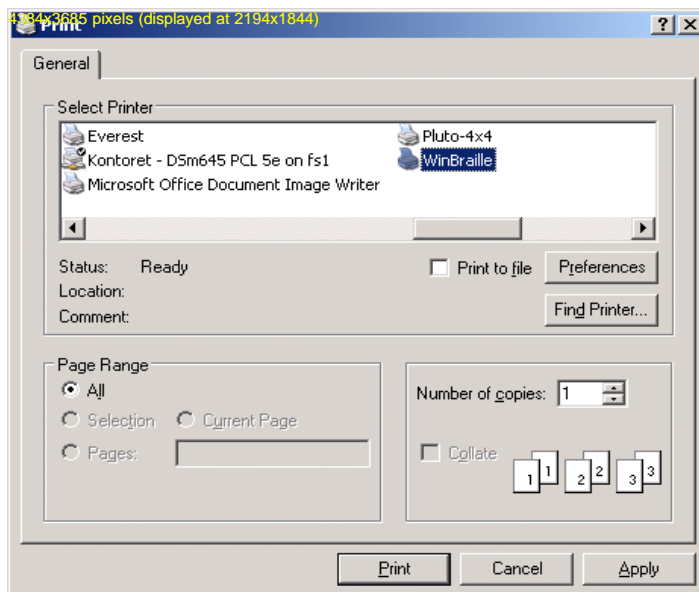 4384x3685 pixels (displayed at 2194x1844)
Print
General
Select Printer
Everest
Pluto-4x4
Kontoret - DSm645 PCL 5e on fs1
WinBraille
Microsoft Office Document Image Writer
Status: Ready
Print to file
Preferences
Location:
Comment:
Find Printer...
Page Range
All
Number of copies: 1
Selection
Current Page
Pages:
Collate
1 1 2 2 3 3
Print
Cancel
Apply